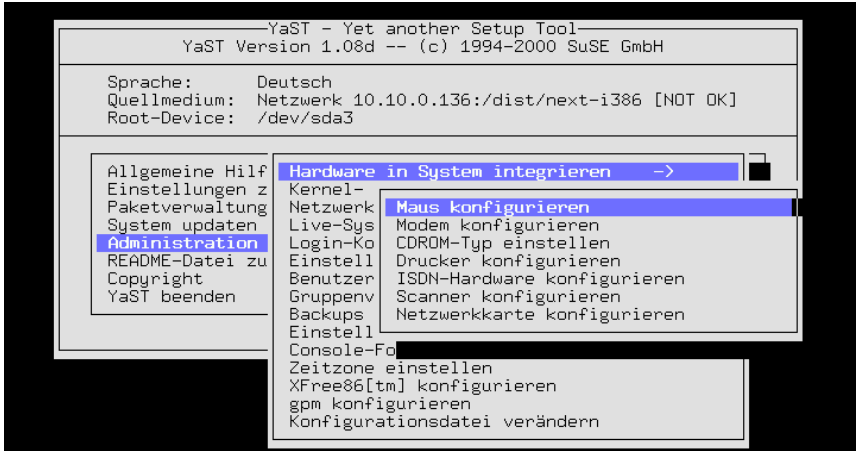 YaST - Yet another Setup Tool
YaST Version 1.08d -- (c) 1994-2000 SuSE GmbH
Sprache: Deutsch
Quellmedium: Netzwerk 10.10.0.136:/dist/next-i386 [NOT OK]
Root-Device: /dev/sda3
Allgemeine Hilf
Einstellungen z
Paketverwaltung
System updaten
Administration
README-Datei zu
Copyright
YaST beenden
Hardware in System integrieren ->
Kernel-
Netzwerk
Live-Sys
Login-Ko
Einstell
Benutzer
Gruppenv
Backups
Einstell
Console-Fo
Zeitzone einstellen
XFree86[tm] konfigurieren
gpm konfigurieren
Konfigurationsdatei verändern
Maus konfigurieren
Modem konfigurieren
CDROM-Typ einstellen
Drucker konfigurieren
ISDN-Hardware konfigurieren
Scanner konfigurieren
Netzwerkkarte konfigurieren